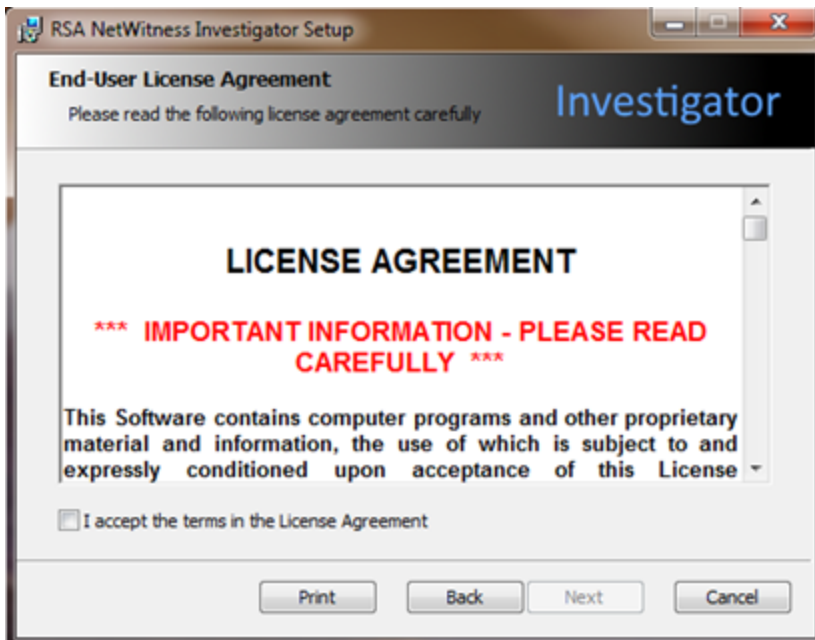 RSA NetWitness Investigator Setup
End-User License Agreement
Please read the following license agreement carefully
Investigator
LICENSE AGREEMENT
*** IMPORTANT INFORMATION - PLEASE READ
CAREFULLY ***
This Software contains computer programs and other proprietary
material and information, the use of which is subject to and
expressly conditioned upon acceptance of this License
I accept the terms in the License Agreement
Print Back Next Cancel